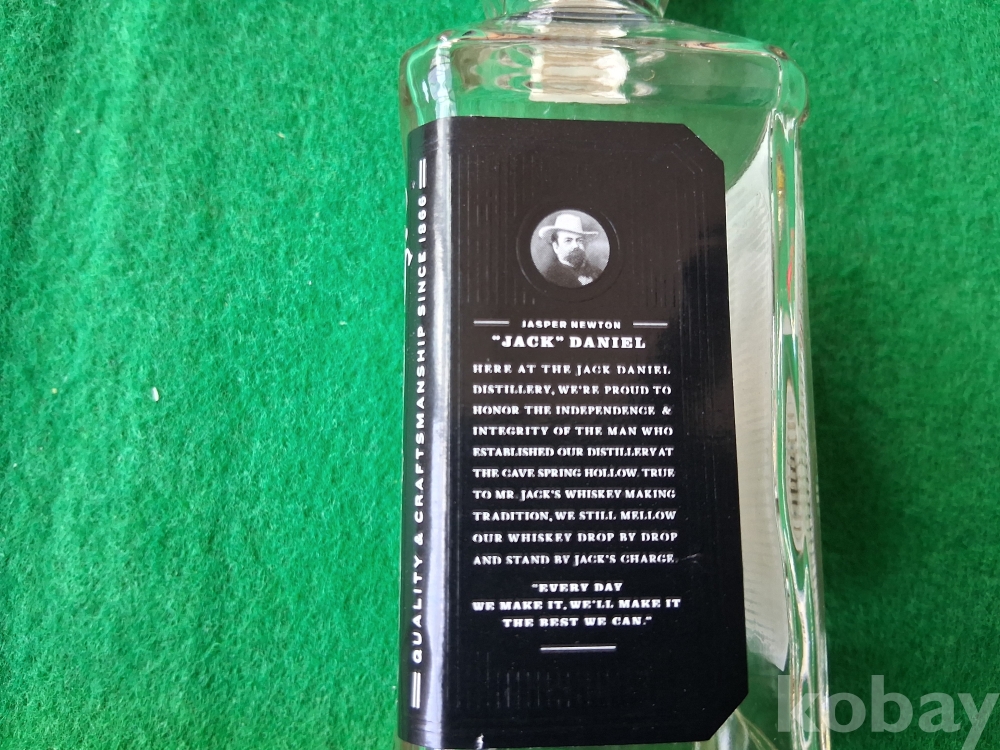 QUALITY & CRAFTSMANSHIP SINCE 1866
JASPER NEWTON
"JACK" DANIEL
HERE AT THE JACK DANIEL
DISTILLERY, WE'RE PROUD TO
HONOR THE INDEPENDENCE &
INTEGRITY OF THE MAN WHO
ESTABLISHED OUR DISTILLERY AT
THE CAVE SPRING HOLLOW. TRUE
TO MR. JACK'S WHISKEY MAKING
TRADITION, WE STILL MELLOW
OUR WHISKEY DROP BY DROP
AND STAND BY JACK'S CHARGE
"EVERY DAY
WE MAKE IT, WE'LL MAKE IT
THE BEST WE CAN."
kobay